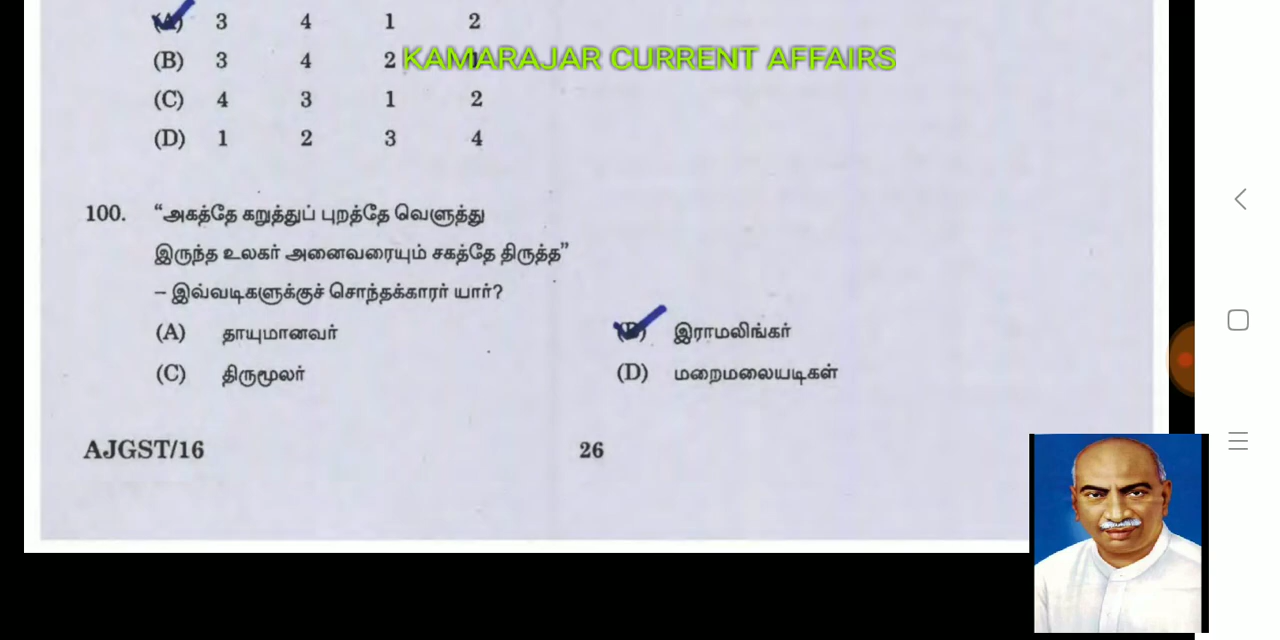 (A) 3 4 1 2
(B) 3 4 2
KAMARAJAR CURRENT AFFAIRS
(C) 4 3 1 2
(D) 1 2 3 4
100. “அகத்தே கறுத்துப் புறத்தே வெளுத்து
இருந்த உலகர் அனைவரையும் சகத்தே திருத்த”
– இவ்வடிகளுக்குச் சொந்தக்காரர் யார்?
(A) தாயுமானவர் (B) இராமலிங்கர்
(C) திருமூலர் (D) மறைமலையடிகள்
AJGST/16 26